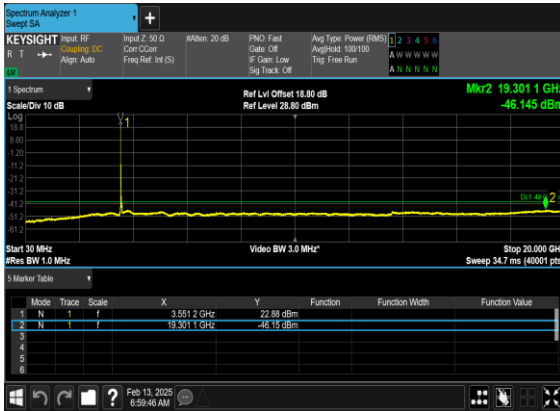 Spectrum Analyzer 1
Swept SA
+
KEYSIGHT Input: RF Input Z: 50 Ω #Atten: 20 dB PNO: Fast Avg Type: Power (RMS) 1 2 3 4 5 6
R T Coupling: DC Corr CCorr Gate: Off Avg|Hold: 100/100 A W W W W W
Align: Auto Freq Ref: Int (S) IF Gain: Low Trig: Free Run
Sig Track: Off A N N N N N
1 Spectrum
Scale/Div 10 dB
Ref Lvl Offset 18.80 dB
Ref Level 28.80 dBm
Mkr2 19.301 1 GHz
-46.145 dBm
Log
18.8
8.80
-1.20
-11.2
-21.2
-31.2
-41.2
-51.2
-61.2
1
2
Start 30 MHz Video BW 3.0 MHz* Stop 20.000 GHz
#Res BW 1.0 MHz Sweep 34.7 ms (40001 pts
5 Marker Table
Mode Trace Scale X Y Function Function Width Function Value
1 N 1 f 3.551 2 GHz 22.88 dBm
2 N 1 f 19.301 1 GHz -46.15 dBm
3
4
5
6
? Feb 13, 2025
6:59:46 AM